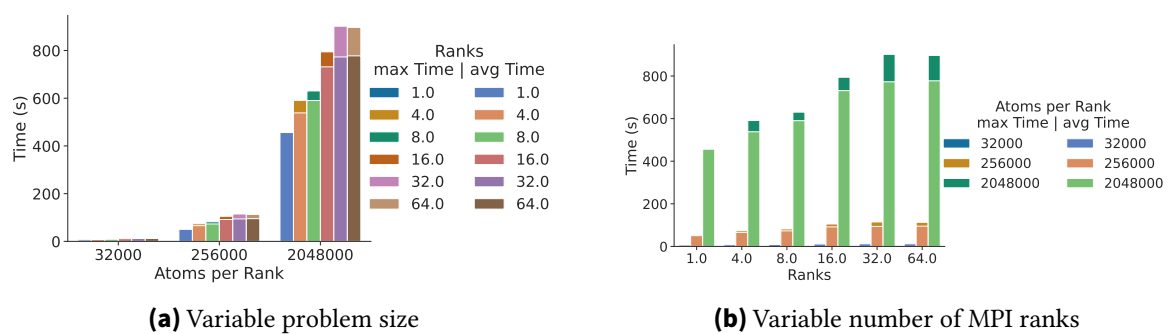 800
600
400
200
0
Time (s)
32000 256000 2048000
Atoms per Rank
Ranks
max Time | avg Time
1.0 1.0
4.0 4.0
8.0 8.0
16.0 16.0
32.0 32.0
64.0 64.0
(a) Variable problem size
800
600
400
200
0
Time (s)
1.0 4.0 8.0 16.0 32.0 64.0
Ranks
Atoms per Rank
max Time | avg Time
32000 32000
256000 256000
2048000 2048000
(b) Variable number of MPI ranks